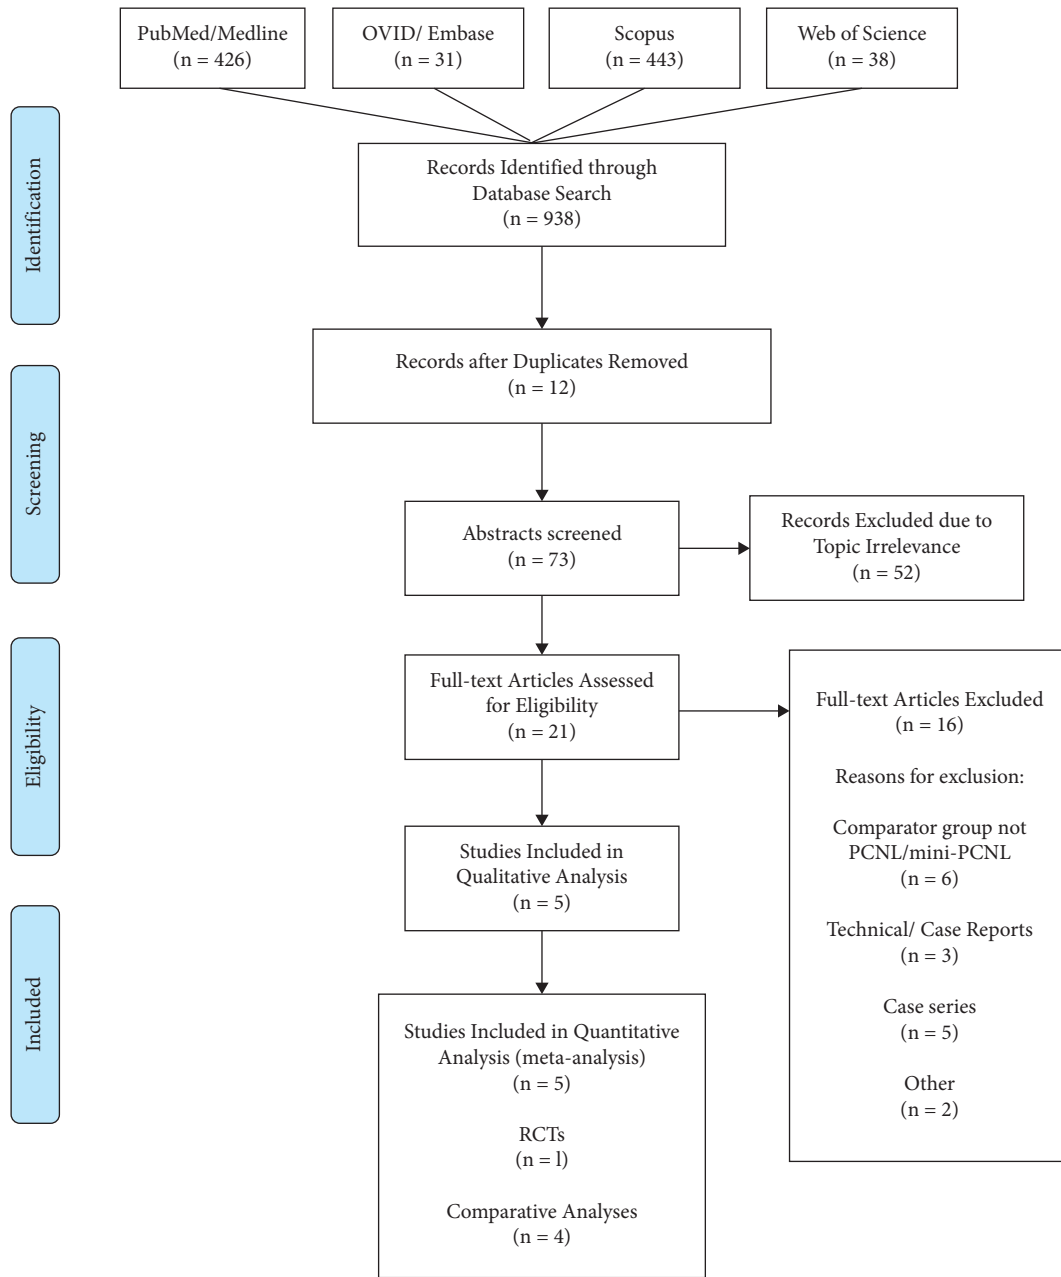 PubMed/Medline
(n = 426)
OVID/ Embase
(n = 31)
Scopus
(n = 443)
Web of Science
(n = 38)
Identification
Records Identified through
Database Search
(n = 938)
Records after Duplicates Removed
(n = 12)
Screening
Abstracts screened
(n = 73)
Records Excluded due to
Topic Irrelevance
(n = 52)
Eligibility
Full-text Articles Assessed
for Eligibility
(n = 21)
Full-text Articles Excluded
(n = 16)
Reasons for exclusion:
Comparator group not
PCNL/mini-PCNL
(n = 6)
Technical/ Case Reports
(n = 3)
Case series
(n = 5)
Other
(n = 2)
Studies Included in
Qualitative Analysis
(n = 5)
Included
Studies Included in Quantitative
Analysis (meta-analysis)
(n = 5)
RCTs
(n = l)
Comparative Analyses
(n = 4)